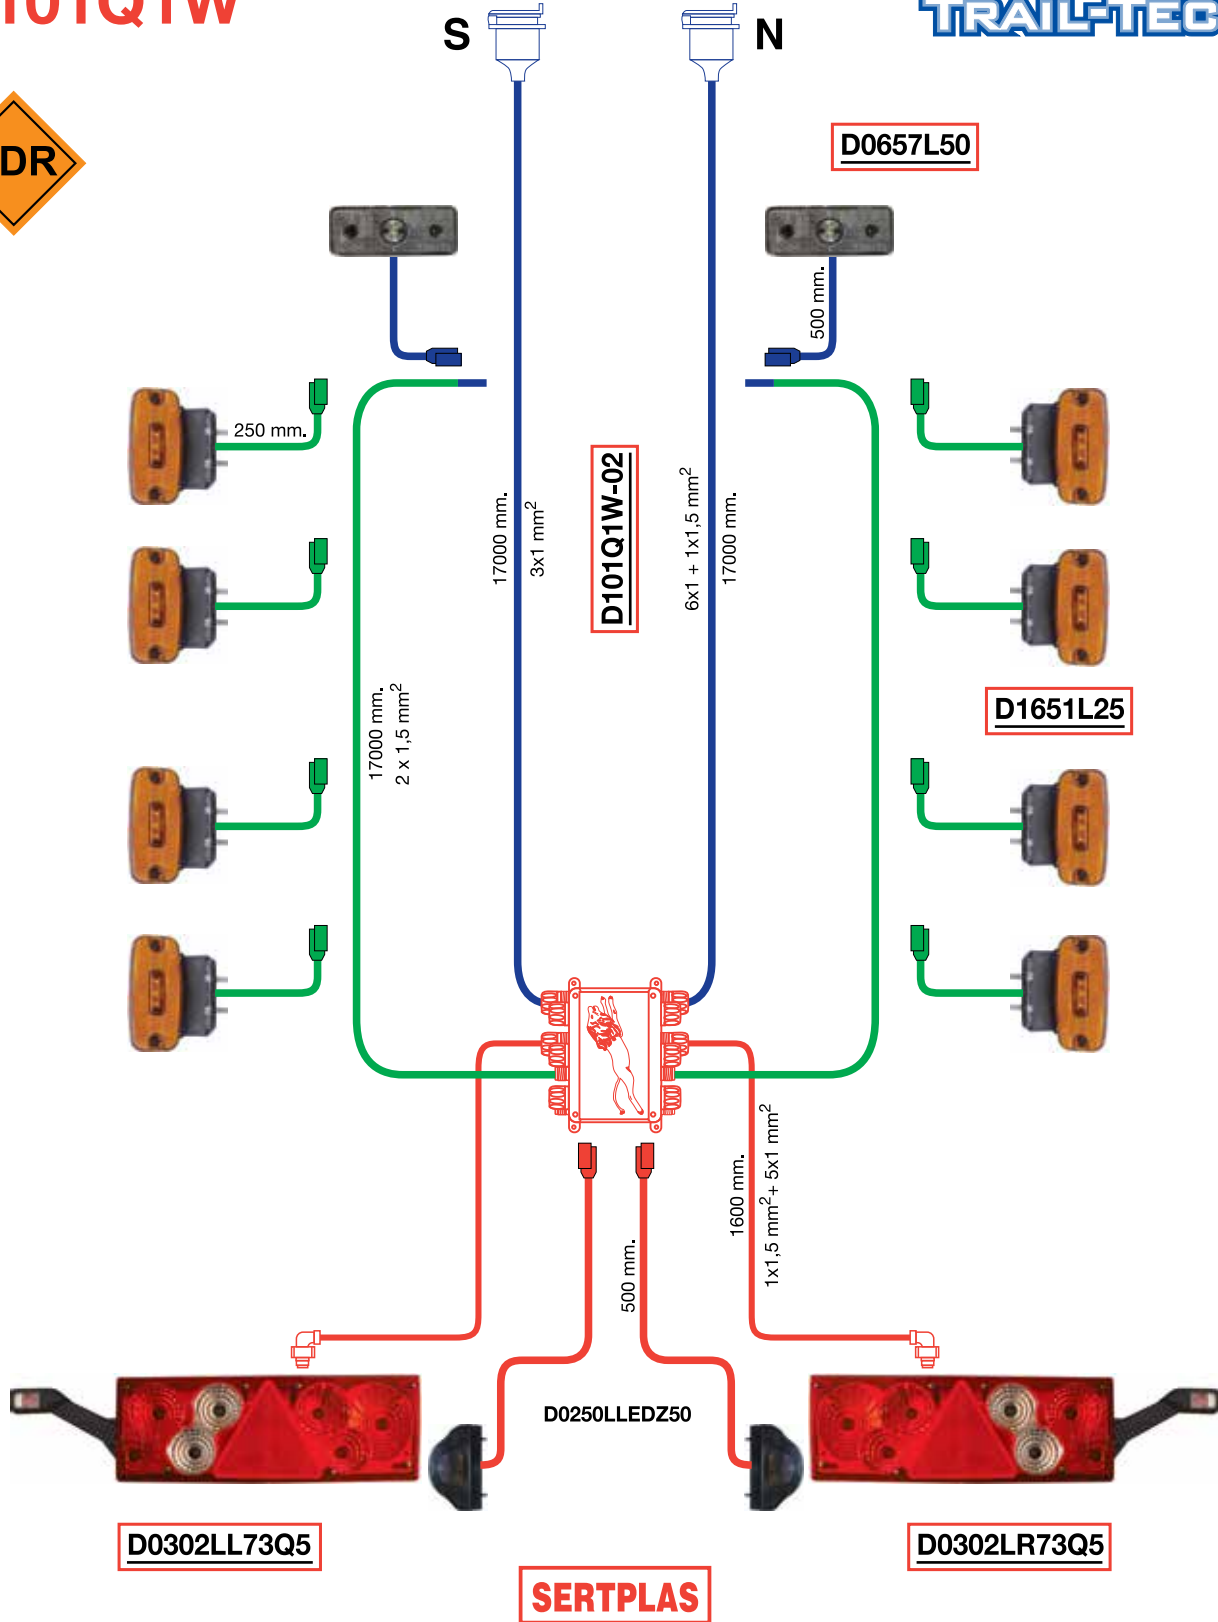 101Q1W
TRAIL-TEC
S
N
DR
D0657L50
500 mm.
250 mm.
17000 mm.
3x1 mm²
D101Q1W-02
6x1 + 1x1,5 mm²
17000 mm.
17000 mm.
2 x 1,5 mm²
D1651L25
1600 mm.
1x1,5 mm²+ 5x1 mm²
500 mm.
D0250LLEDZ50
D0302LL73Q5
D0302LR73Q5
SERTPLAS